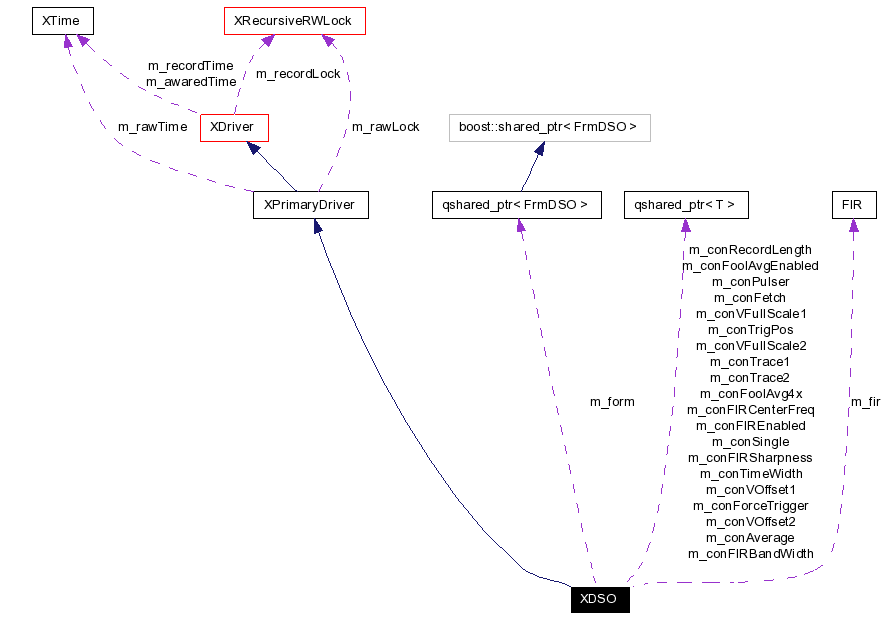 XTime
XRecursiveRWLock
m_recordTime
m_awaredTime
m_recordLock
m_rawTime
XDriver
m_rawLock
boost::shared_ptr< FrmDSO >
XPrimaryDriver
qshared_ptr< FrmDSO >
qshared_ptr< T >
FIR
m_conRecordLength
m_conFoolAvgEnabled
m_conPulser
m_conFetch
m_conVFullScale1
m_conTrigPos
m_conVFullScale2
m_conTrace1
m_conTrace2
m_conFoolAvg4x
m_conFIRCenterFreq
m_conFIREnabled
m_conSingle
m_conFIRSharpness
m_conTimeWidth
m_conVOffset1
m_conForceTrigger
m_conVOffset2
m_conAverage
m_conFIRBandWidth
m_form
m_fir
XDSO